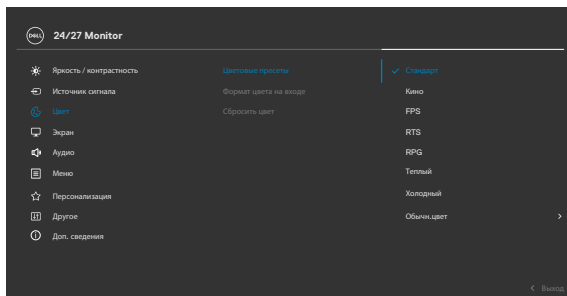 DELL 24/27 Monitor
Яркость / контрастность
Источник сигнала
Цвет
Экран
Аудио
Меню
Персонализация
Другое
Доп. сведения
Цветовые пресеты
Формат цвета на входе
Сбросить цвет
Стандарт
Кино
FPS
RTS
RPG
Теплый
Холодный
Обычн.цвет
Выход